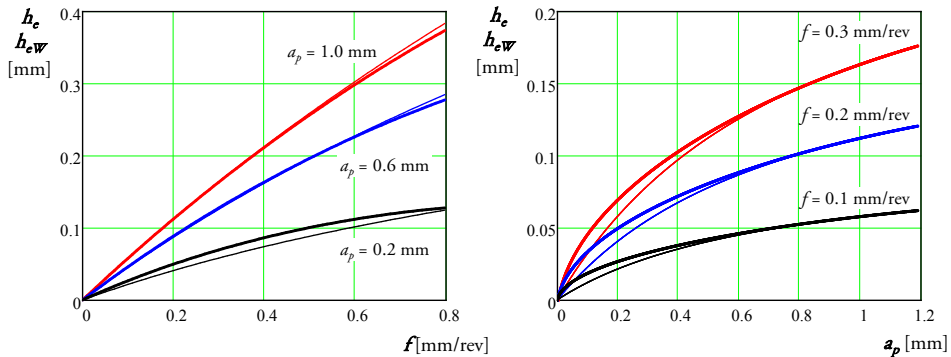 h_e
h_eW
[mm]
0.4
0.3
0.2
0.1
0
a_p = 1.0 mm
a_p = 0.6 mm
a_p = 0.2 mm
0 0.2 0.4 0.6 0.8
f [mm/rev]
h_e
h_eW
[mm]
0.2
0.15
0.1
0.05
0
f = 0.3 mm/rev
f = 0.2 mm/rev
f = 0.1 mm/rev
0 0.2 0.4 0.6 0.8 1 1.2
a_p [mm]